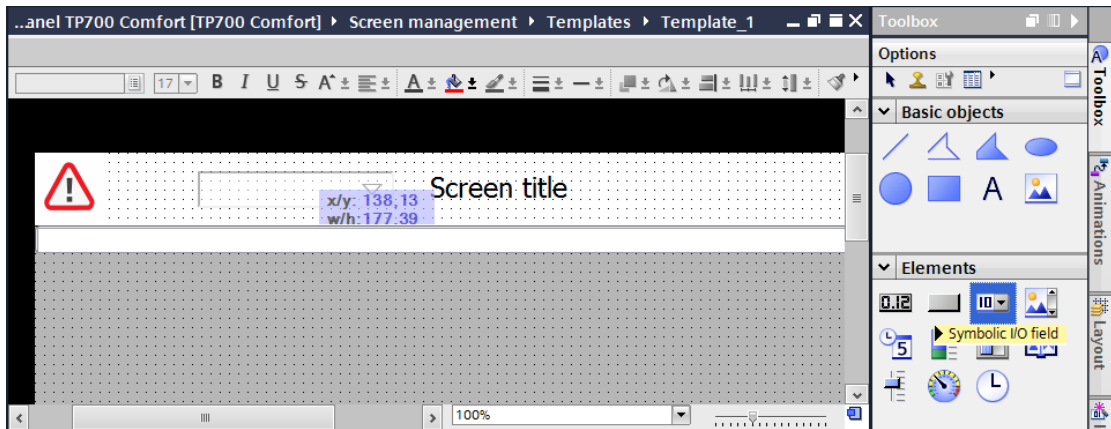 ...anel TP700 Comfort [TP700 Comfort] ▸ Screen management ▸ Templates ▸ Template_1
Toolbox
Options
17 B I U S A A
Toolbox
Basic objects
A
Screen title
x/y: 138,13
w/h:177,39
Animations
Elements
0.12 10
Symbolic I/O field
5
Layout
100%